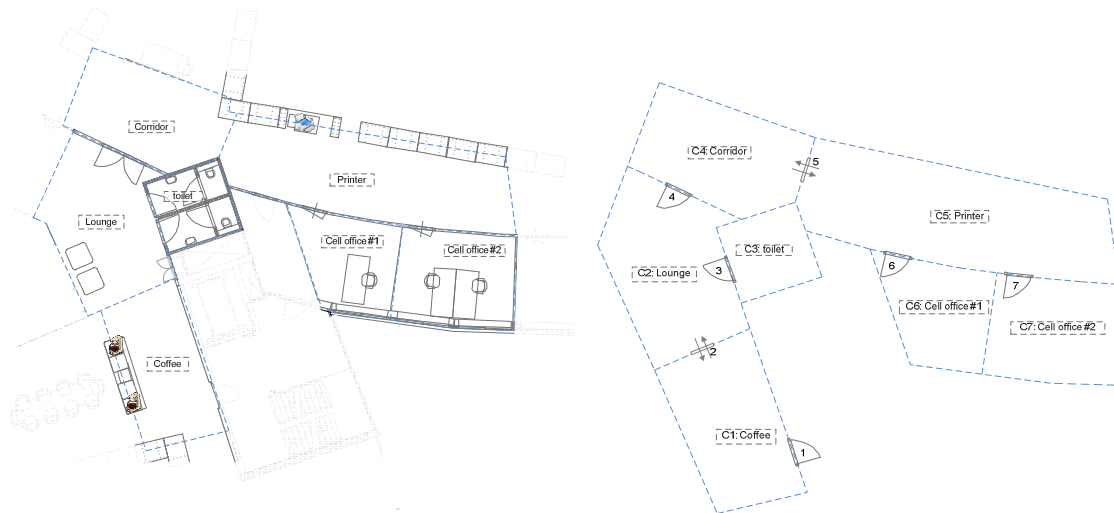 Corridor
Printer
toilet
Lounge
Cell office #1
Cell office #2
Coffee
C4: Corridor
5
4
C5: Printer
C3: toilet
C2: Lounge
3
6
7
C6: Cell office #1
C7: Cell office #2
2
C1: Coffee
1